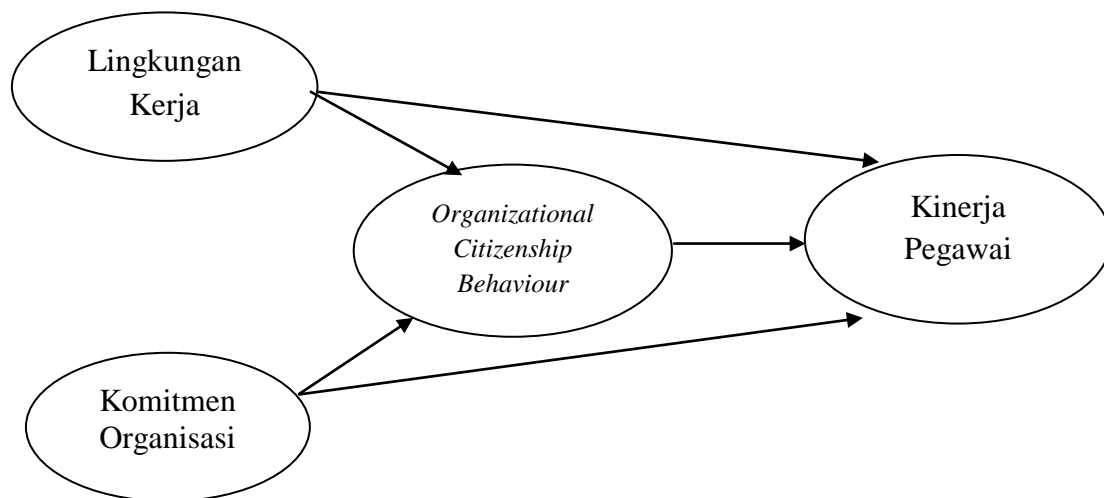 Lingkungan
Kerja
Organizational
Citizenship
Behaviour
Kinerja
Pegawai
Komitmen
Organisasi